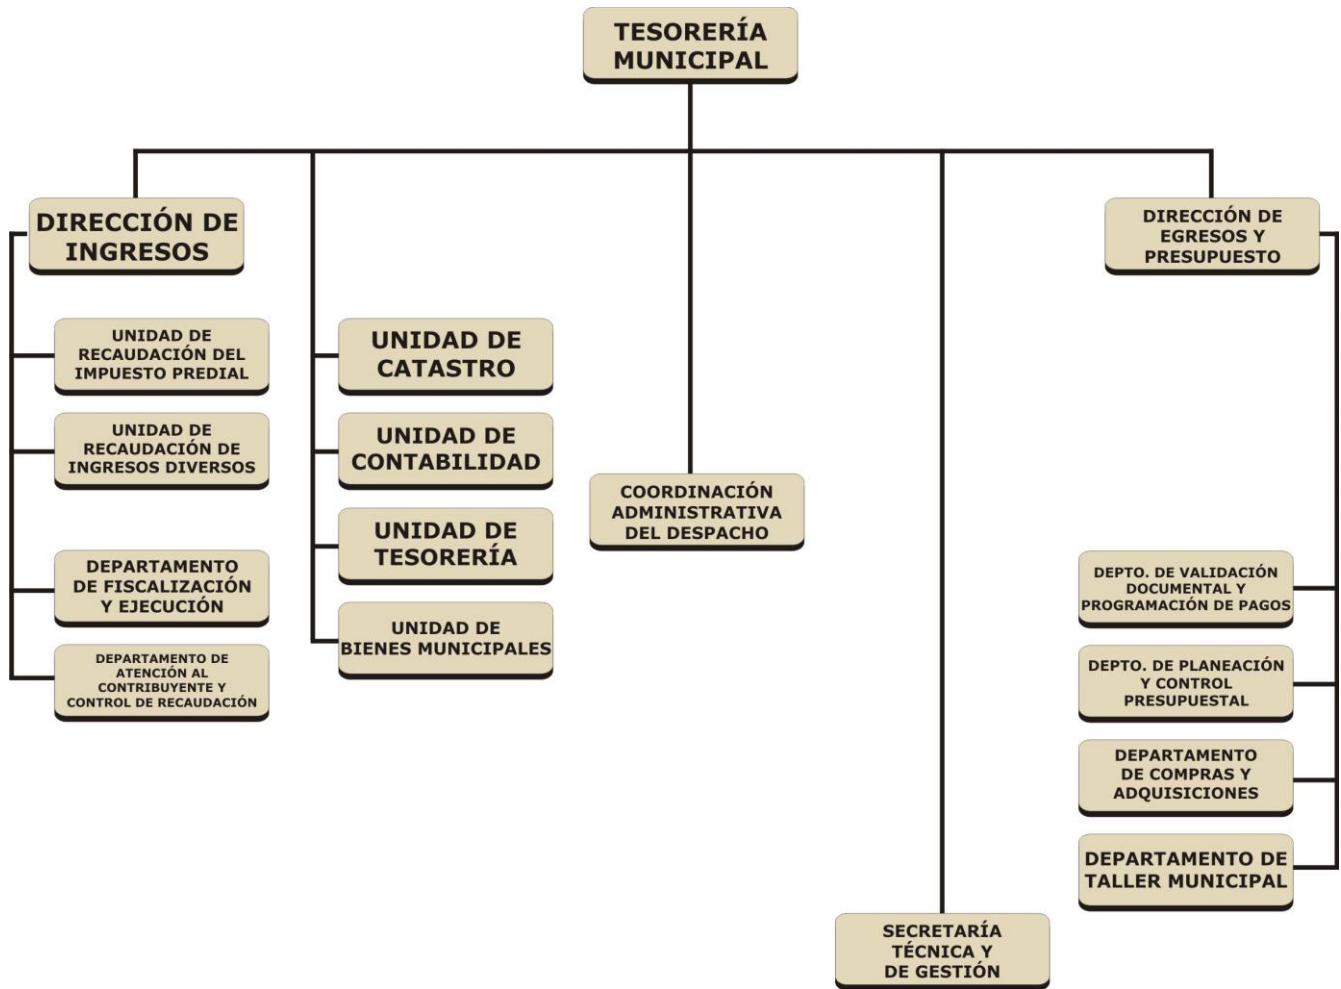 TESORERÍA
MUNICIPAL
DIRECCIÓN DE
INGRESOS
UNIDAD DE
RECAUDACIÓN DEL
IMPUESTO PREDIAL
UNIDAD DE
RECAUDACIÓN DE
INGRESOS DIVERSOS
DEPARTAMENTO
DE FISCALIZACIÓN
Y EJECUCIÓN
DEPARTAMENTO DE
ATENCIÓN AL
CONTRIBUYENTE Y
CONTROL DE RECAUDACIÓN
UNIDAD DE
CATASTRO
UNIDAD DE
CONTABILIDAD
UNIDAD DE
TESORERÍA
UNIDAD DE
BIENES MUNICIPALES
COORDINACIÓN
ADMINISTRATIVA
DEL DESPACHO
SECRETARÍA
TÉCNICA Y
DE GESTIÓN
DIRECCIÓN DE
EGRESOS Y
PRESUPUESTO
DEPTO. DE VALIDACIÓN
DOCUMENTAL Y
PROGRAMACIÓN DE PAGOS
DEPTO. DE PLANEACIÓN
Y CONTROL
PRESUPUESTAL
DEPARTAMENTO
DE COMPRAS Y
ADQUISICIONES
DEPARTAMENTO DE
TALLER MUNICIPAL